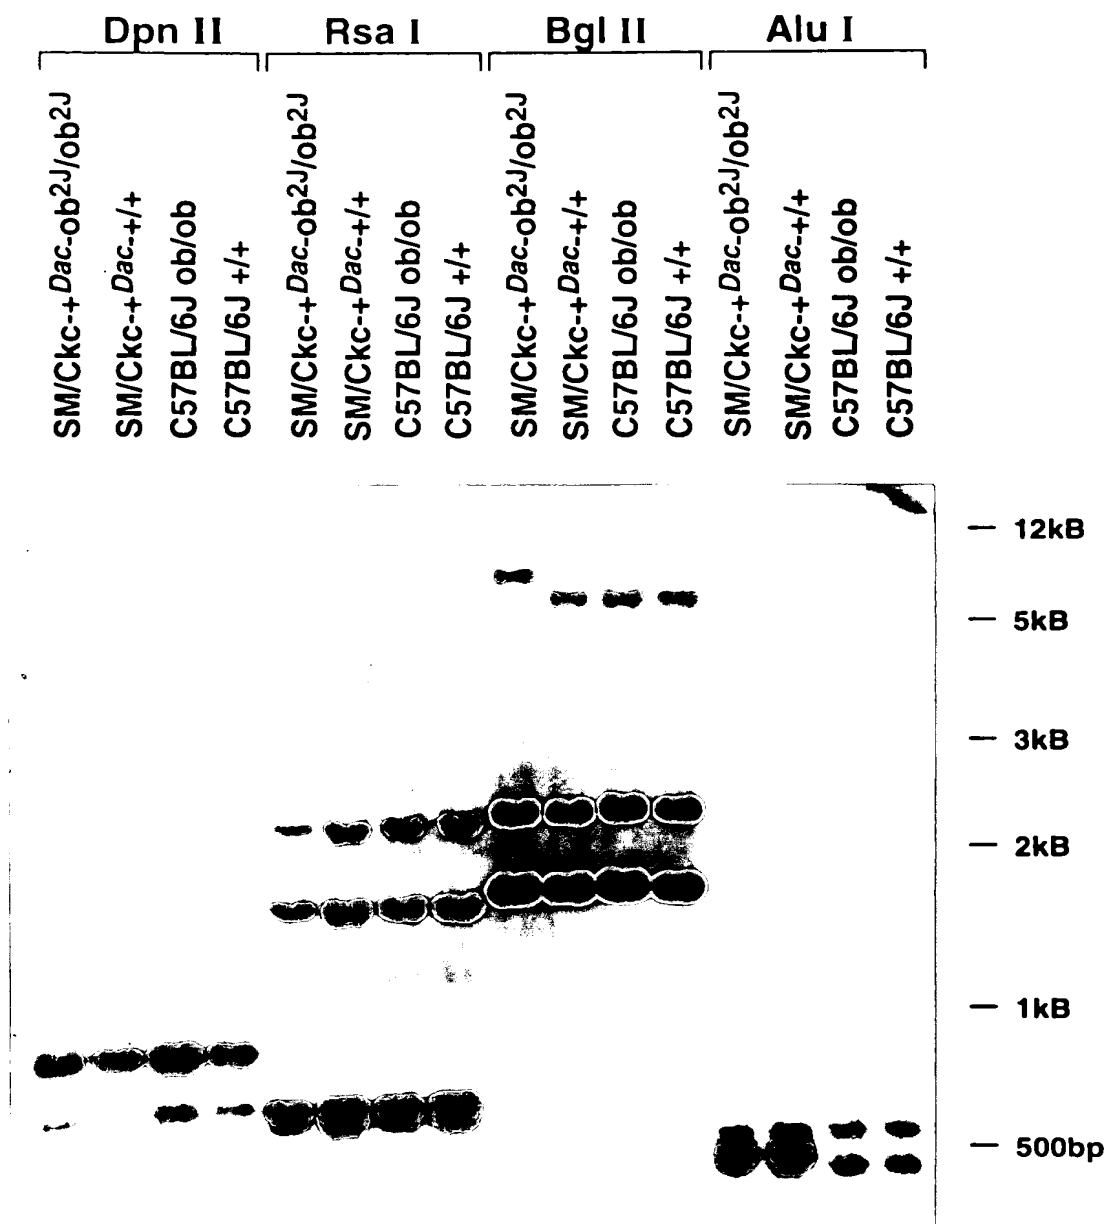 Dpn II Rsa I Bgl II Alu I
SM/Ckc-+Dac-ob2J/ob2J
SM/Ckc-+Dac-+/+
C57BL/6J ob/ob
C57BL/6J +/+
SM/Ckc-+Dac-ob2J/ob2J
SM/Ckc-+Dac-+/+
C57BL/6J ob/ob
C57BL/6J +/+
SM/Ckc-+Dac-ob2J/ob2J
SM/Ckc-+Dac-+/+
C57BL/6J ob/ob
C57BL/6J +/+
SM/Ckc-+Dac-ob2J/ob2J
SM/Ckc-+Dac-+/+
C57BL/6J ob/ob
C57BL/6J +/+
12kB
5kB
3kB
2kB
1kB
500bp